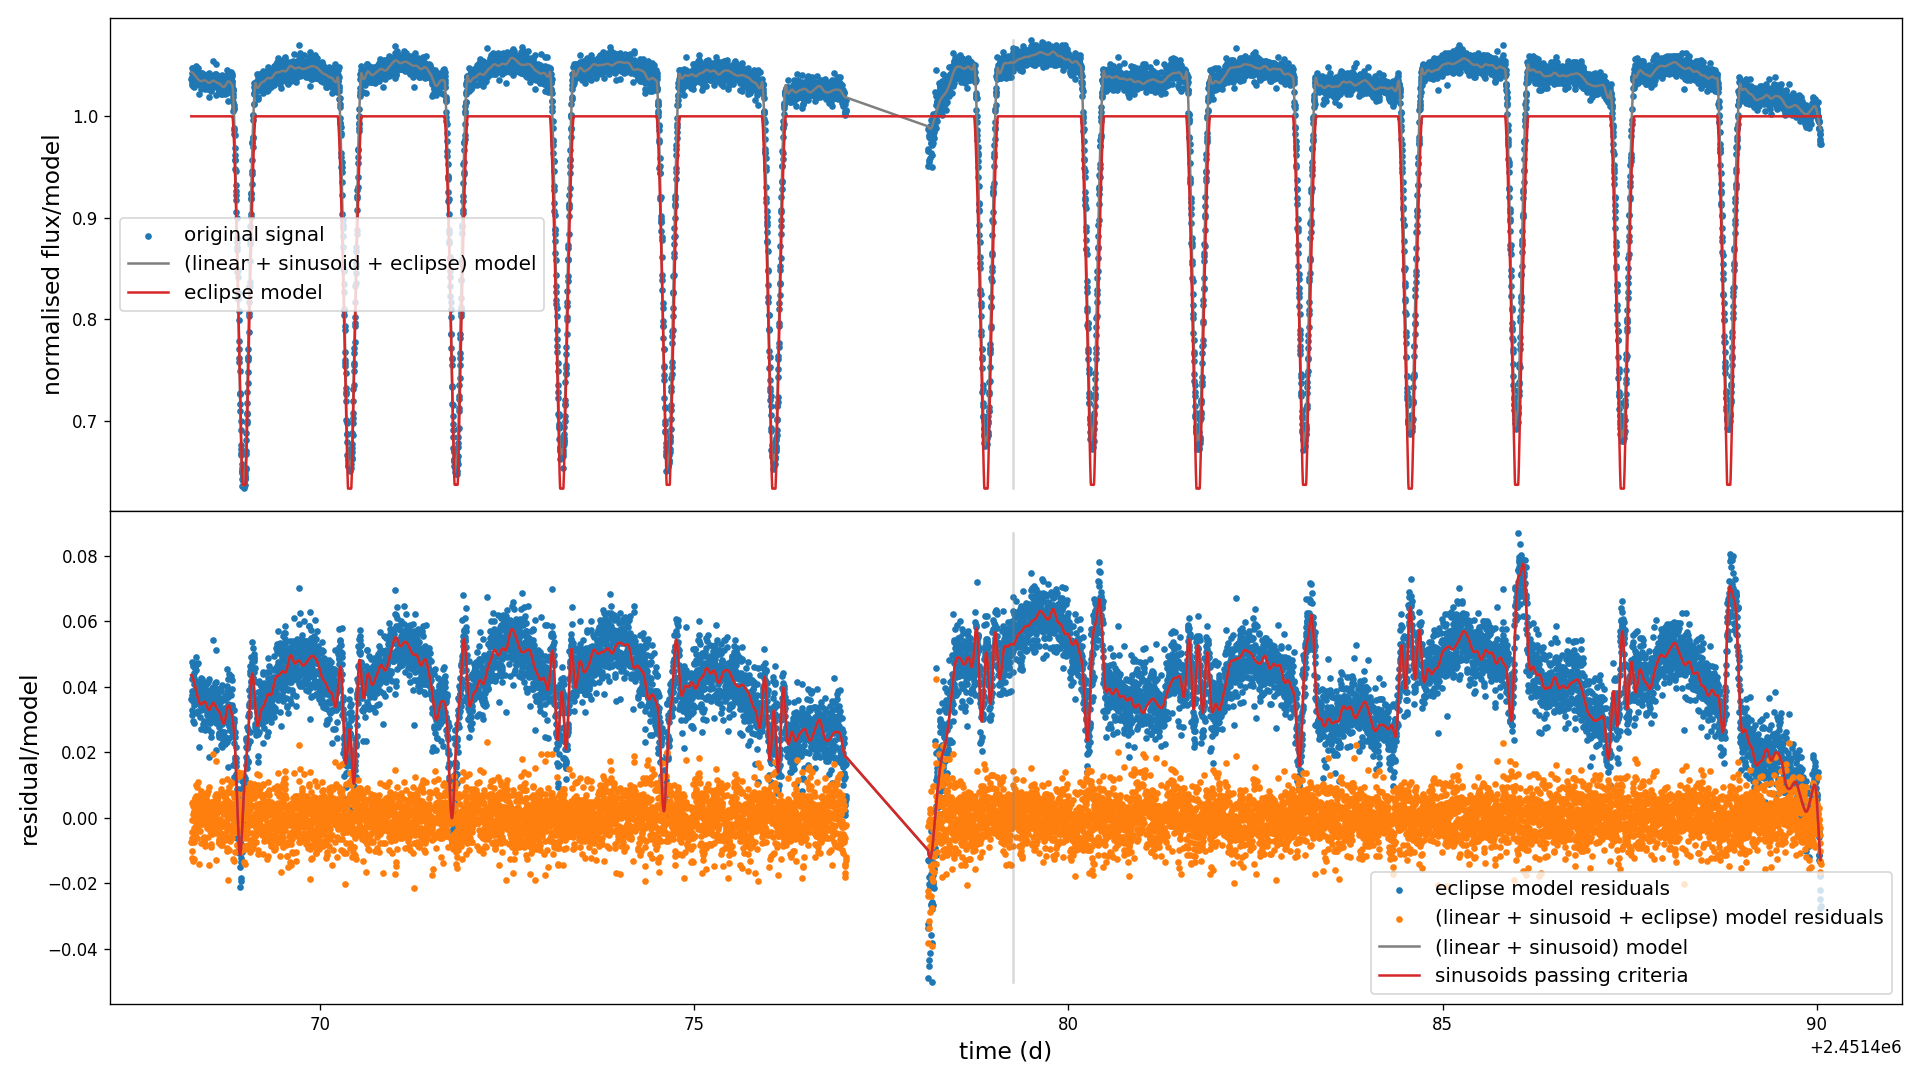 normalised flux/model
1.0
0.9
0.8
0.7
original signal
(linear + sinusoid + eclipse) model
eclipse model
residual/model
0.08
0.06
0.04
0.02
0.00
−0.02
−0.04
eclipse model residuals
(linear + sinusoid + eclipse) model residuals
(linear + sinusoid) model
sinusoids passing criteria
70 75 80 85 90
time (d)
+2.4514e6